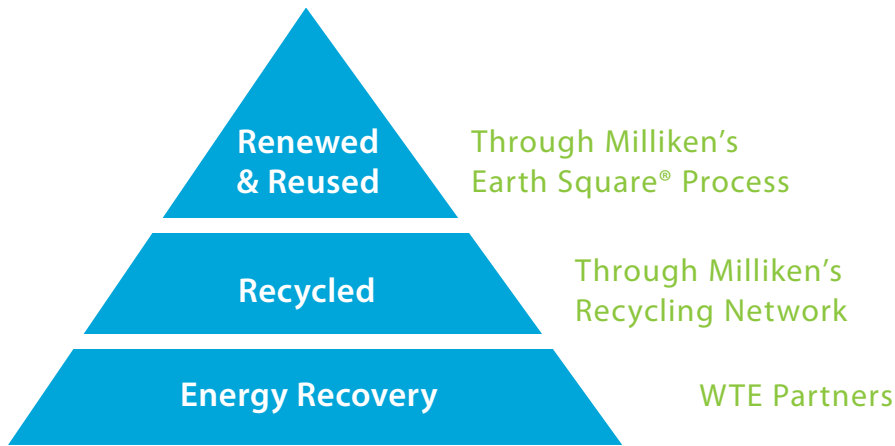 Renewed
& Reused
Through Milliken’s
Earth Square® Process
Recycled
Through Milliken’s
Recycling Network
Energy Recovery
WTE Partners